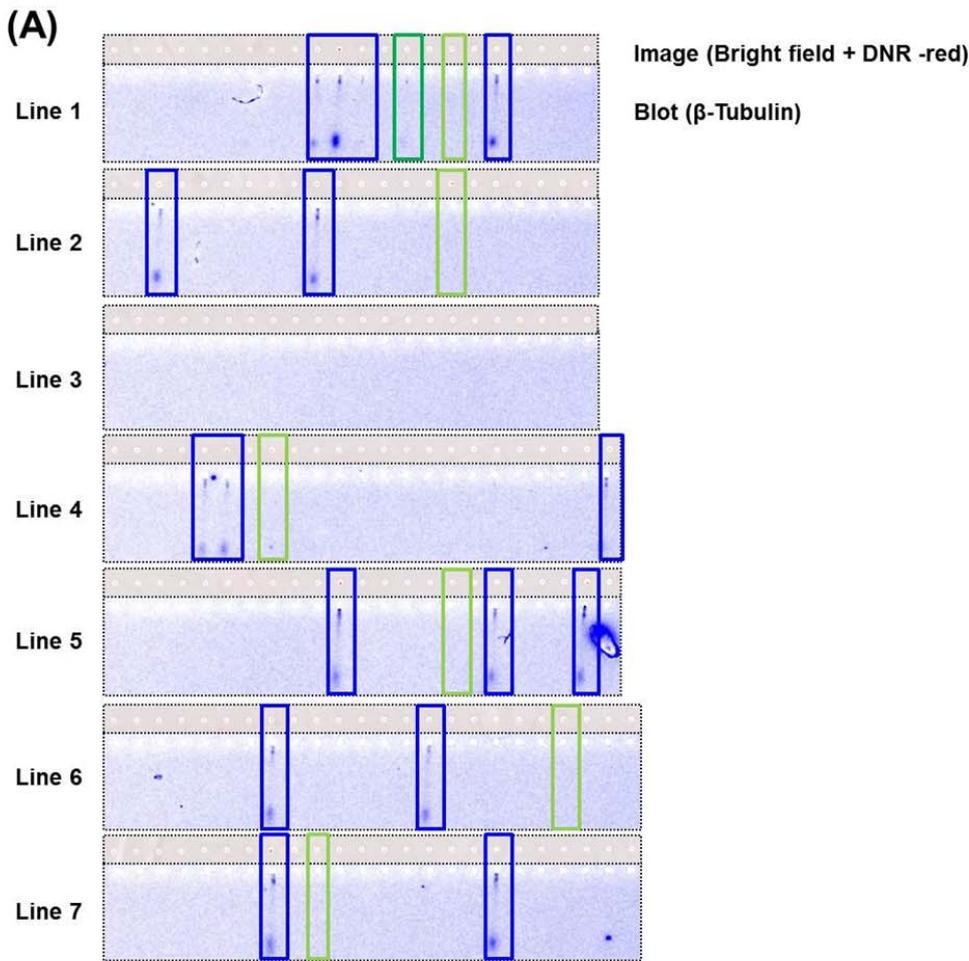 (A)
Image (Bright field + DNR -red)
Line 1
Blot (β-Tubulin)
Line 2
Line 3
Line 4
Line 5
Line 6
Line 7